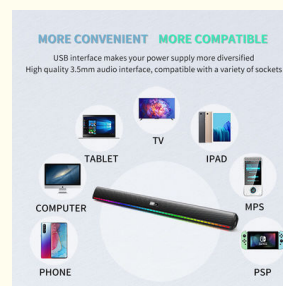 MORE CONVENIENT MORE COMPATIBLE
USB interface makes your power supply more diversified
High quality 3.5mm audio interface, compatible with a variety of sockets
TV
TABLET
IPAD
COMPUTER
MPS
PHONE
PSP